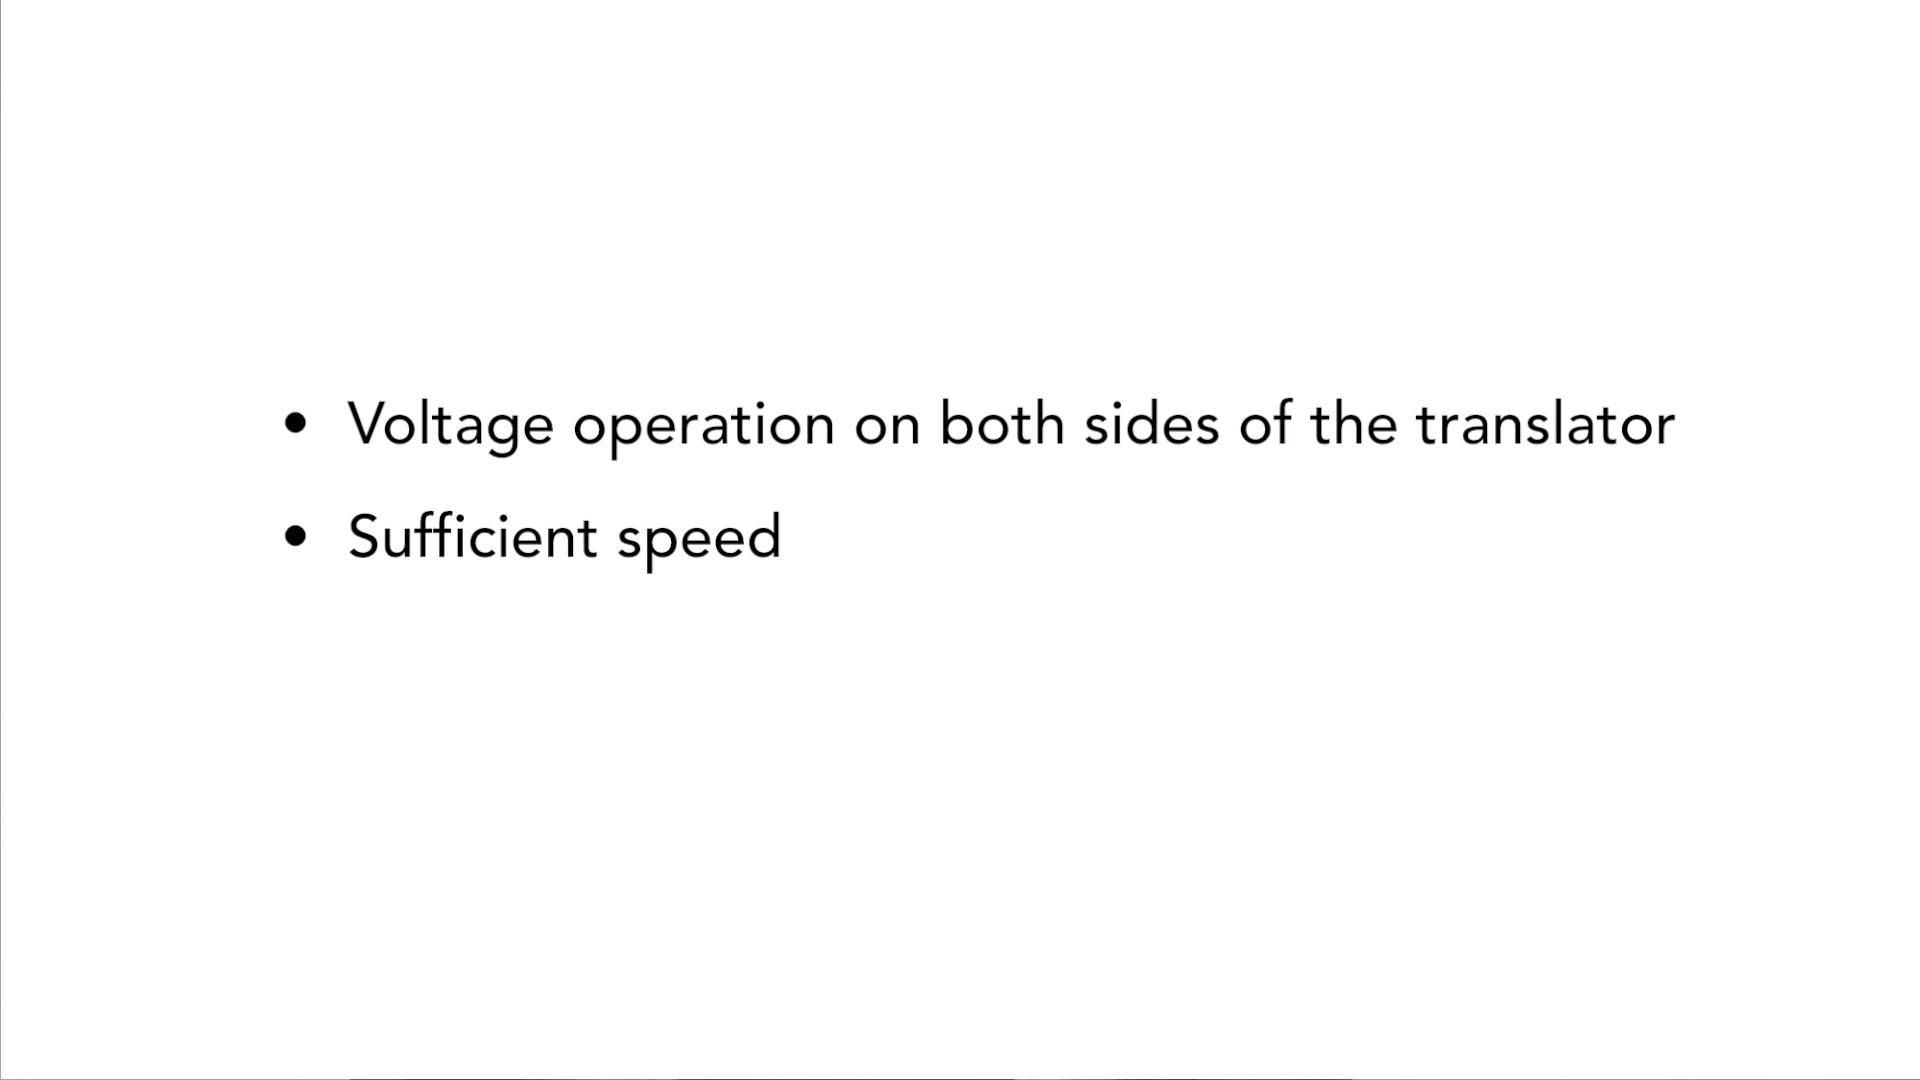 • Voltage operation on both sides of the translator
• Sufficient speed